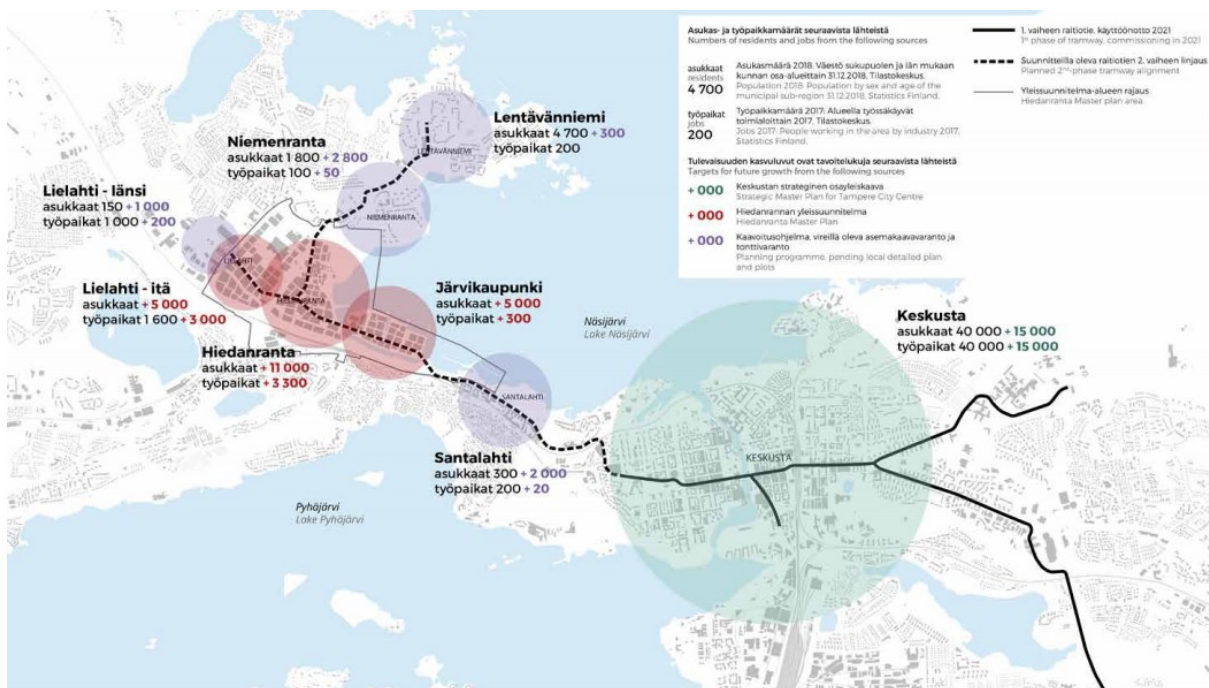 Asukas- ja työpaikkamäärät seuraavista lähteistä
Numbers of residents and jobs from the following sources
asukkaat
residents
4 700
Asukasmäärä 2018: Väestö sukupuolen ja iän mukaan
kunnan osa-alueittain 31.12.2018, Tilastokeskus.
Population 2018: Population by sex and age of the
municipal sub-region 31.12.2018, Statistics Finland.
työpaikat
jobs
200
Työpaikkamäärä 2017: Alueella työssäkäyvät
toimialoittain 2017, Tilastokeskus.
Jobs 2017: People working in the area by industry 2017,
Statistics Finland.
Tulevaisuuden kasvuluvut ovat tavoitelukuja seuraavista lähteistä
Targets for future growth from the following sources
+ 000
Keskustan strateginen osayleiskaava
Strategic Master Plan for Tampere City Centre
+ 000
Hiedanrannan yleissuunnitelma
Hiedanranta Master Plan
+ 000
Kaavoitusohjelma, vireillä oleva asemakaavavaranto ja
tonttivaranto
Planning programme, pending local detailed plan
and plots
1. vaiheen raitiotie, käyttöönotto 2021
1st phase of tramway, commissioning in 2021
Suunnitteilla oleva raitiotien 2. vaiheen linjaus
Planned 2nd-phase tramway alignment
Yleissuunnitelma-alueen rajaus
Hiedanranta Master plan area
Lentävänniemi
asukkaat 4 700 + 300
työpaikat 200
LENTÄVÄNNIEMI
Niemenranta
asukkaat 1 800 + 2 800
työpaikat 100 + 50
NIEMENRANTA
Lielahti - länsi
asukkaat 150 + 1 000
työpaikat 1 000 + 200
LIELAHTI
HIEDANRANTA
Lielahti - itä
asukkaat + 5 000
työpaikat 1 600 + 3 000
Järvikaupunki
asukkaat + 5 000
työpaikat + 300
Hiedanranta
asukkaat + 11 000
työpaikat + 3 300
Näsijärvi
Lake Näsijärvi
Keskusta
asukkaat 40 000 + 15 000
työpaikat 40 000 + 15 000
SANTALAHTI
Santalahti
asukkaat 300 + 2 000
työpaikat 200 + 20
KESKUSTA
Pyhäjärvi
Lake Pyhäjärvi